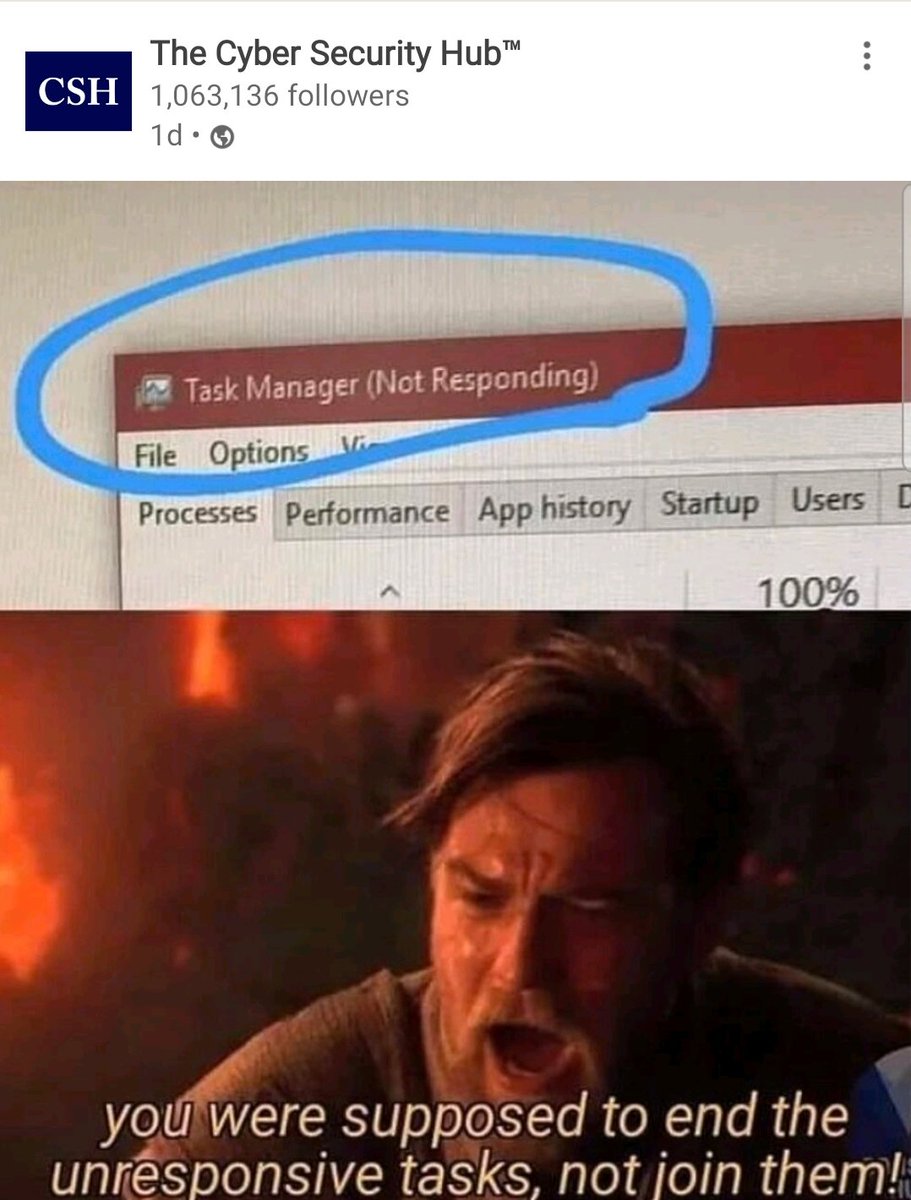 The Cyber Security Hub™
CSH
1,063,136 followers
1d •
Task Manager (Not Responding)
File Options
Processes Performance App history Startup Users
100%
you were supposed to end the
unresponsive tasks, not join them!